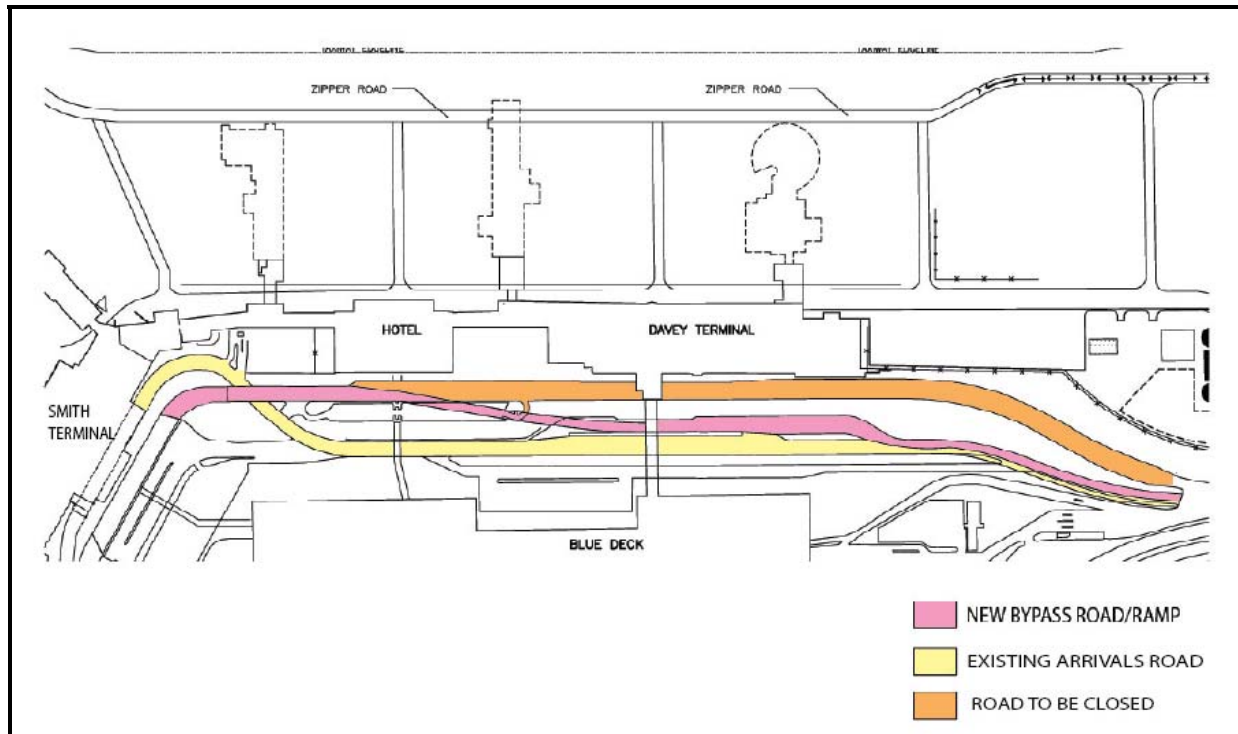 ZIPPER ROAD
ZIPPER ROAD
HOTEL
DAVEY TERMINAL
SMITH
TERMINAL
BLUE DECK
NEW BYPASS ROAD/RAMP
EXISTING ARRIVALS ROAD
ROAD TO BE CLOSED